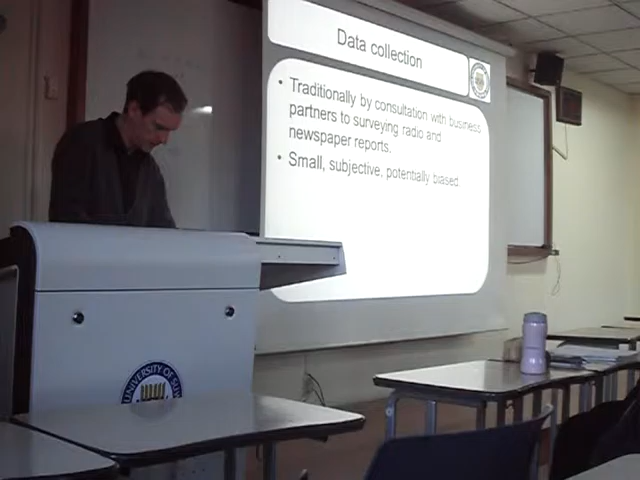 Data collection
• Traditionally by consultation with business
partners to surveying radio and
newspaper reports.
• Small, subjective, potentially biased.
UNIVERSITY OF